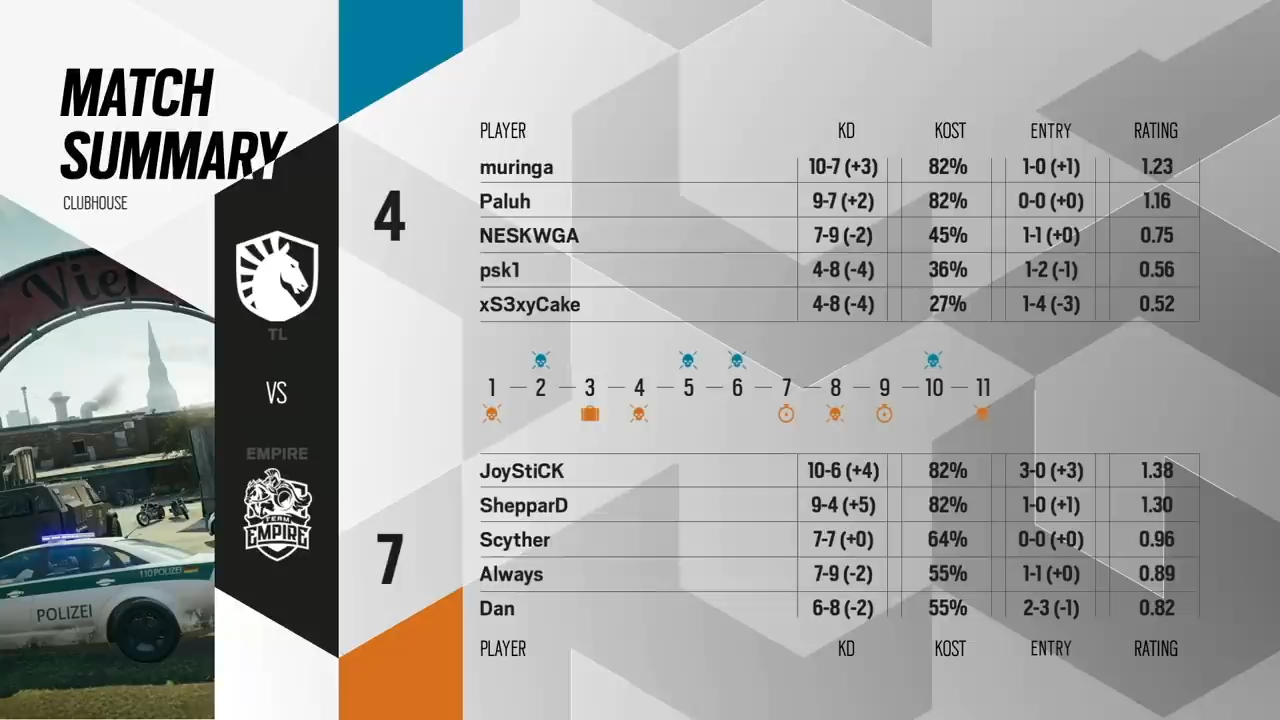 MATCH
SUMMARY
CLUBHOUSE
Vier
110 POLIZEI
POLIZEI
TL
VS
EMPIRE
TEAM
EMPIRE
4
7
PLAYER KD KOST ENTRY RATING
muringa 10-7 (+3) 82% 1-0 (+1) 1.23
Paluh 9-7 (+2) 82% 0-0 (+0) 1.16
NESKWGA 7-9 (-2) 45% 1-1 (+0) 0.75
psk1 4-8 (-4) 36% 1-2 (-1) 0.56
xS3xyCake 4-8 (-4) 27% 1-4 (-3) 0.52
1 2 3 4 5 6 7 8 9 10 11
JoyStiCK 10-6 (+4) 82% 3-0 (+3) 1.38
ShepparD 9-4 (+5) 82% 1-0 (+1) 1.30
Scyther 7-7 (+0) 64% 0-0 (+0) 0.96
Always 7-9 (-2) 55% 1-1 (+0) 0.89
Dan 6-8 (-2) 55% 2-3 (-1) 0.82
PLAYER KD KOST ENTRY RATING